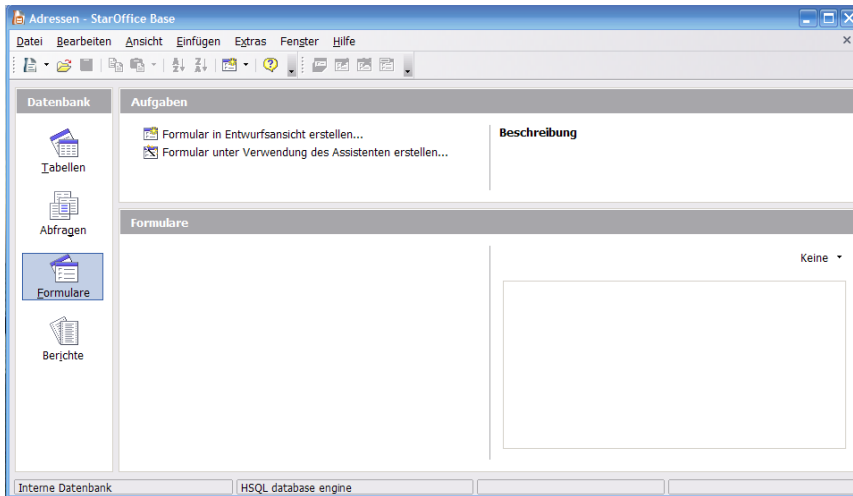 Adressen - StarOffice Base
Datei Bearbeiten Ansicht Einfügen Extras Fenster Hilfe
Datenbank
Aufgaben
Tabellen
Abfragen
Formulare
Berichte
Formular in Entwurfsansicht erstellen...
Formular unter Verwendung des Assistenten erstellen...
Beschreibung
Formulare
Keine
Interne Datenbank
HSQL database engine